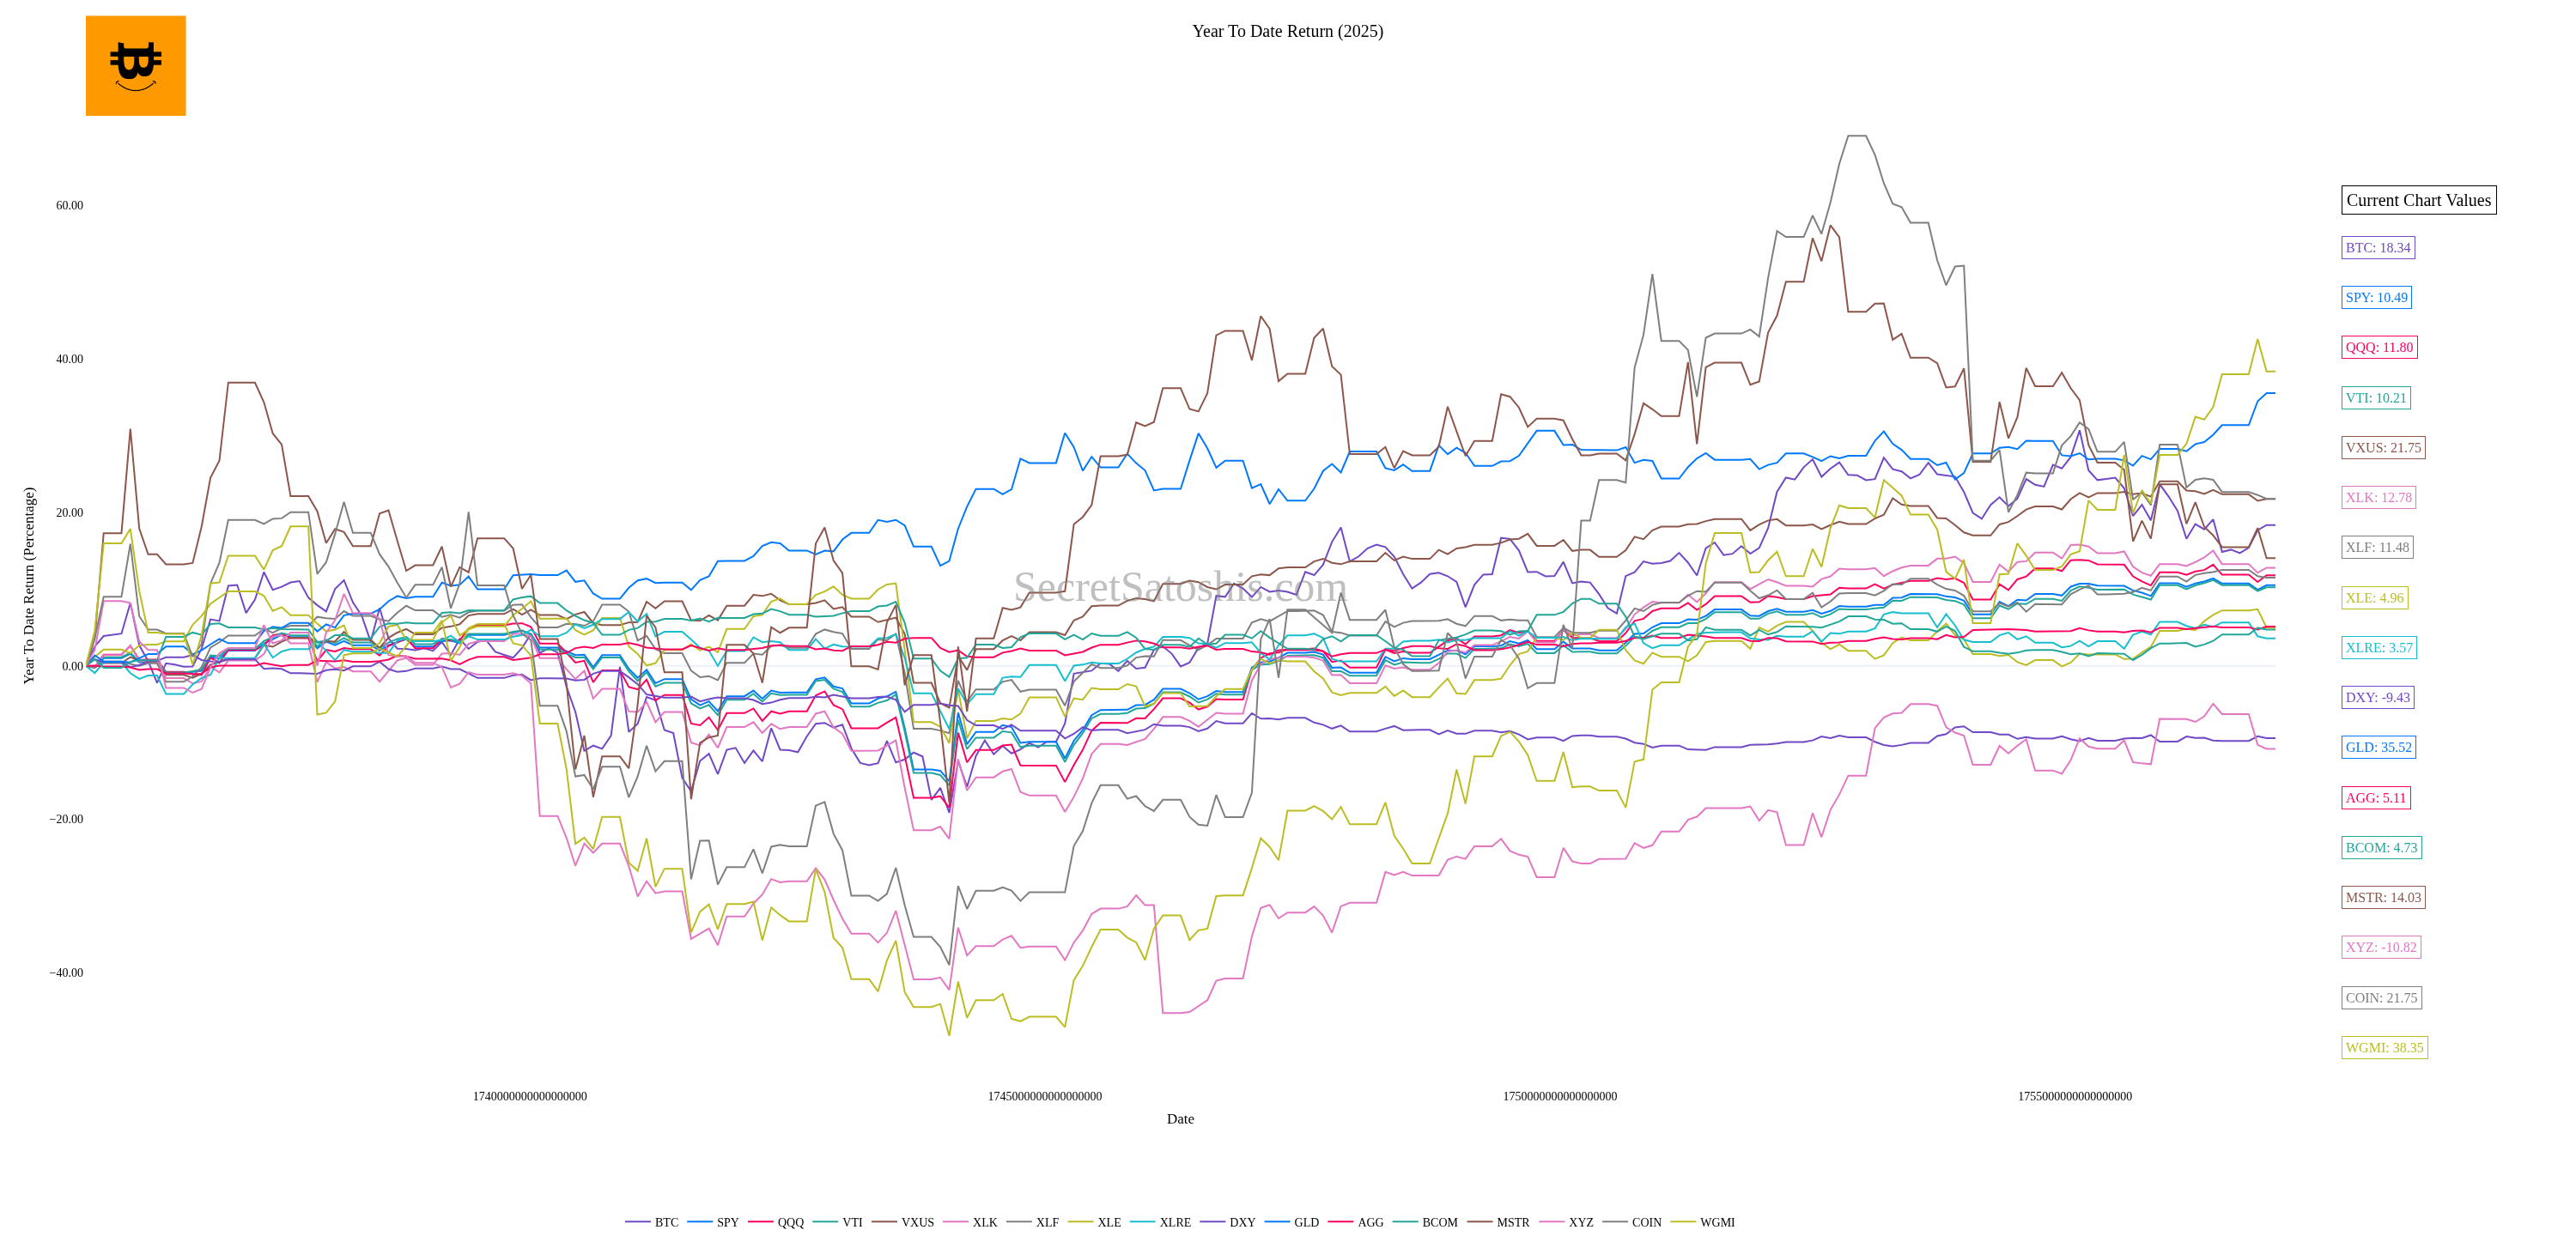 Year To Date Return (2025)
60.00
40.00
20.00
0.00
−20.00
−40.00
Year To Date Return (Percentage)
SecretSatoshis.com
Current Chart Values
BTC: 18.34
SPY: 10.49
QQQ: 11.80
VTI: 10.21
VXUS: 21.75
XLK: 12.78
XLF: 11.48
XLE: 4.96
XLRE: 3.57
DXY: -9.43
GLD: 35.52
AGG: 5.11
BCOM: 4.73
MSTR: 14.03
XYZ: -10.82
COIN: 21.75
WGMI: 38.35
1740000000000000000 1745000000000000000 1750000000000000000 1755000000000000000
Date
BTC SPY QQQ VTI VXUS XLK XLF XLE XLRE DXY GLD AGG BCOM MSTR XYZ COIN WGMI